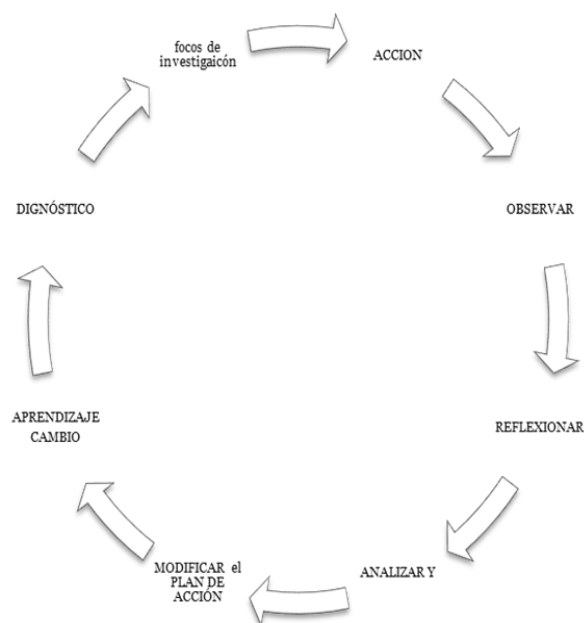 focos de
investigaicón
ACCION
OBSERVAR
REFLEXIONAR
ANALIZAR Y
MODIFICAR el
PLAN DE
ACCIÓN
APRENDIZAJE
CAMBIO
DIGNÓSTICO